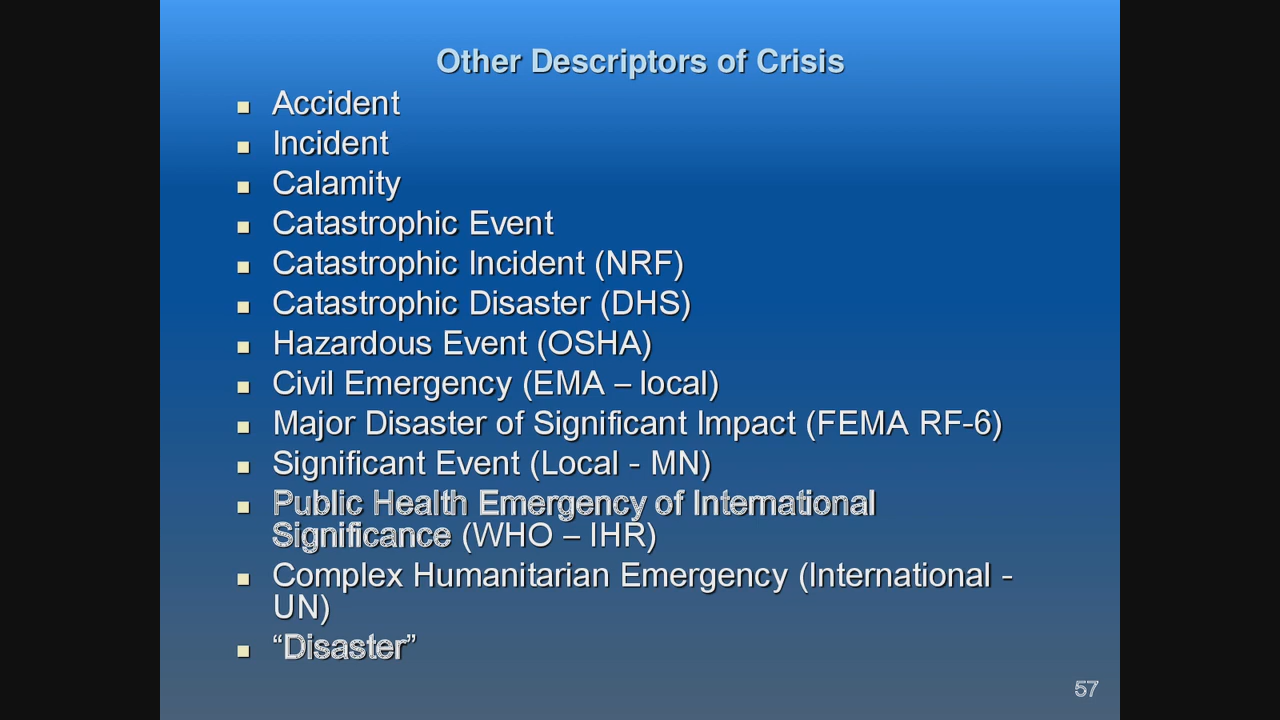 Other Descriptors of Crisis
Accident
Incident
Calamity
Catastrophic Event
Catastrophic Incident (NRF)
Catastrophic Disaster (DHS)
Hazardous Event (OSHA)
Civil Emergency (EMA – local)
Major Disaster of Significant Impact (FEMA RF-6)
Significant Event (Local - MN)
Public Health Emergency of International
Significance (WHO – IHR)
Complex Humanitarian Emergency (International -
UN)
“Disaster”
57